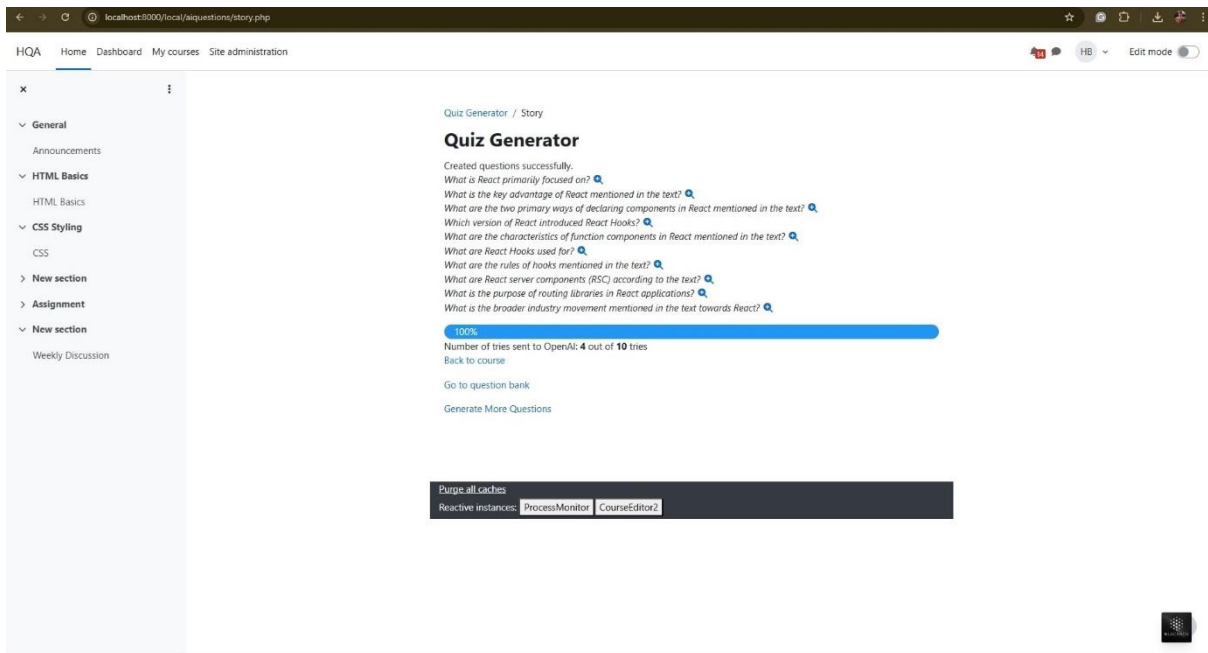 localhost:8000/local/aiquestions/story.php
HQA Home Dashboard My courses Site administration
14 HB Edit mode
General
Announcements
HTML Basics
HTML Basics
CSS Styling
CSS
New section
Assignment
New section
Weekly Discussion
Quiz Generator / Story
Quiz Generator
Created questions successfully.
What is React primarily focused on?
What is the key advantage of React mentioned in the text?
What are the two primary ways of declaring components in React mentioned in the text?
Which version of React introduced React Hooks?
What are the characteristics of function components in React mentioned in the text?
What are React Hooks used for?
What are the rules of hooks mentioned in the text?
What are React server components (RSC) according to the text?
What is the purpose of routing libraries in React applications?
What is the broader industry movement mentioned in the text towards React?
100%
Number of tries sent to OpenAI: 4 out of 10 tries
Back to course
Go to question bank
Generate More Questions
Purge all caches
Reactive instances: ProcessMonitor CourseEditor2